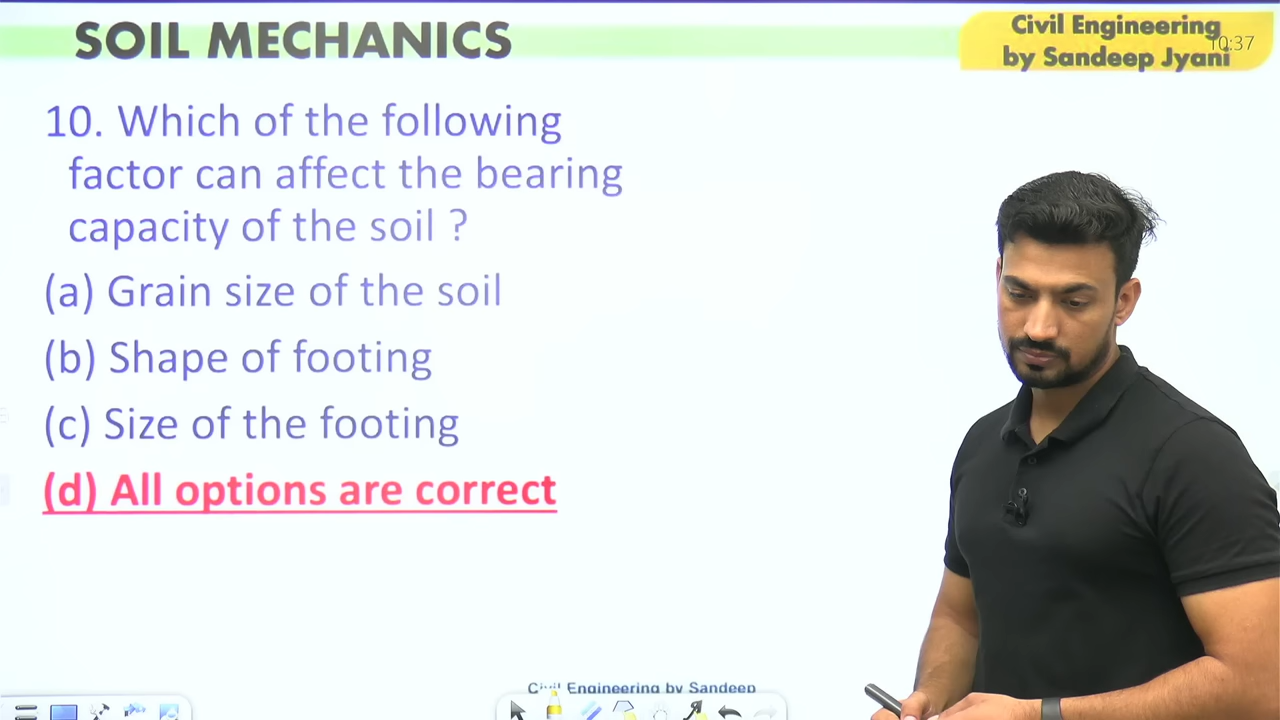 SOIL MECHANICS
Civil Engineering
by Sandeep Jyani
10:37
10. Which of the following
factor can affect the bearing
capacity of the soil ?
(a) Grain size of the soil
(b) Shape of footing
(c) Size of the footing
(d) All options are correct
Civil Engineering by Sandeep